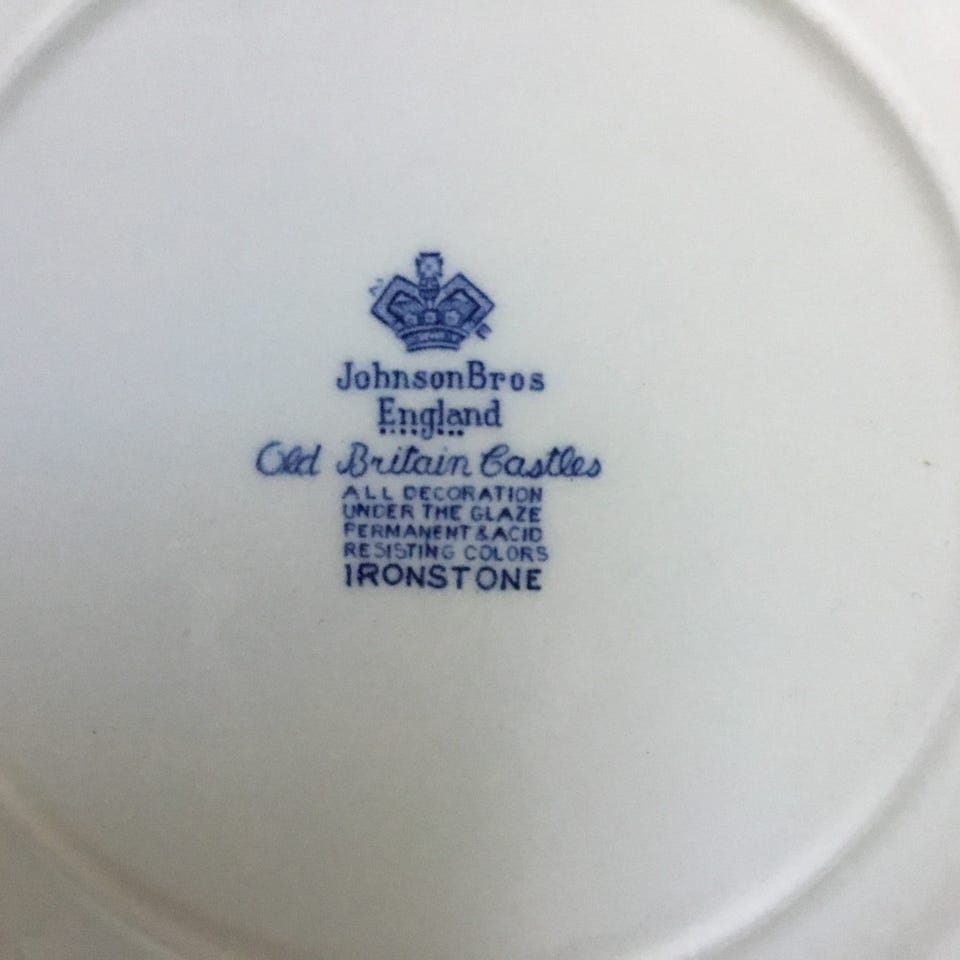 JohnsonBros
England
Old Britain Castles
ALL DECORATION
UNDER THE GLAZE
PERMANENT & ACID
RESISTING COLORS
IRONSTONE